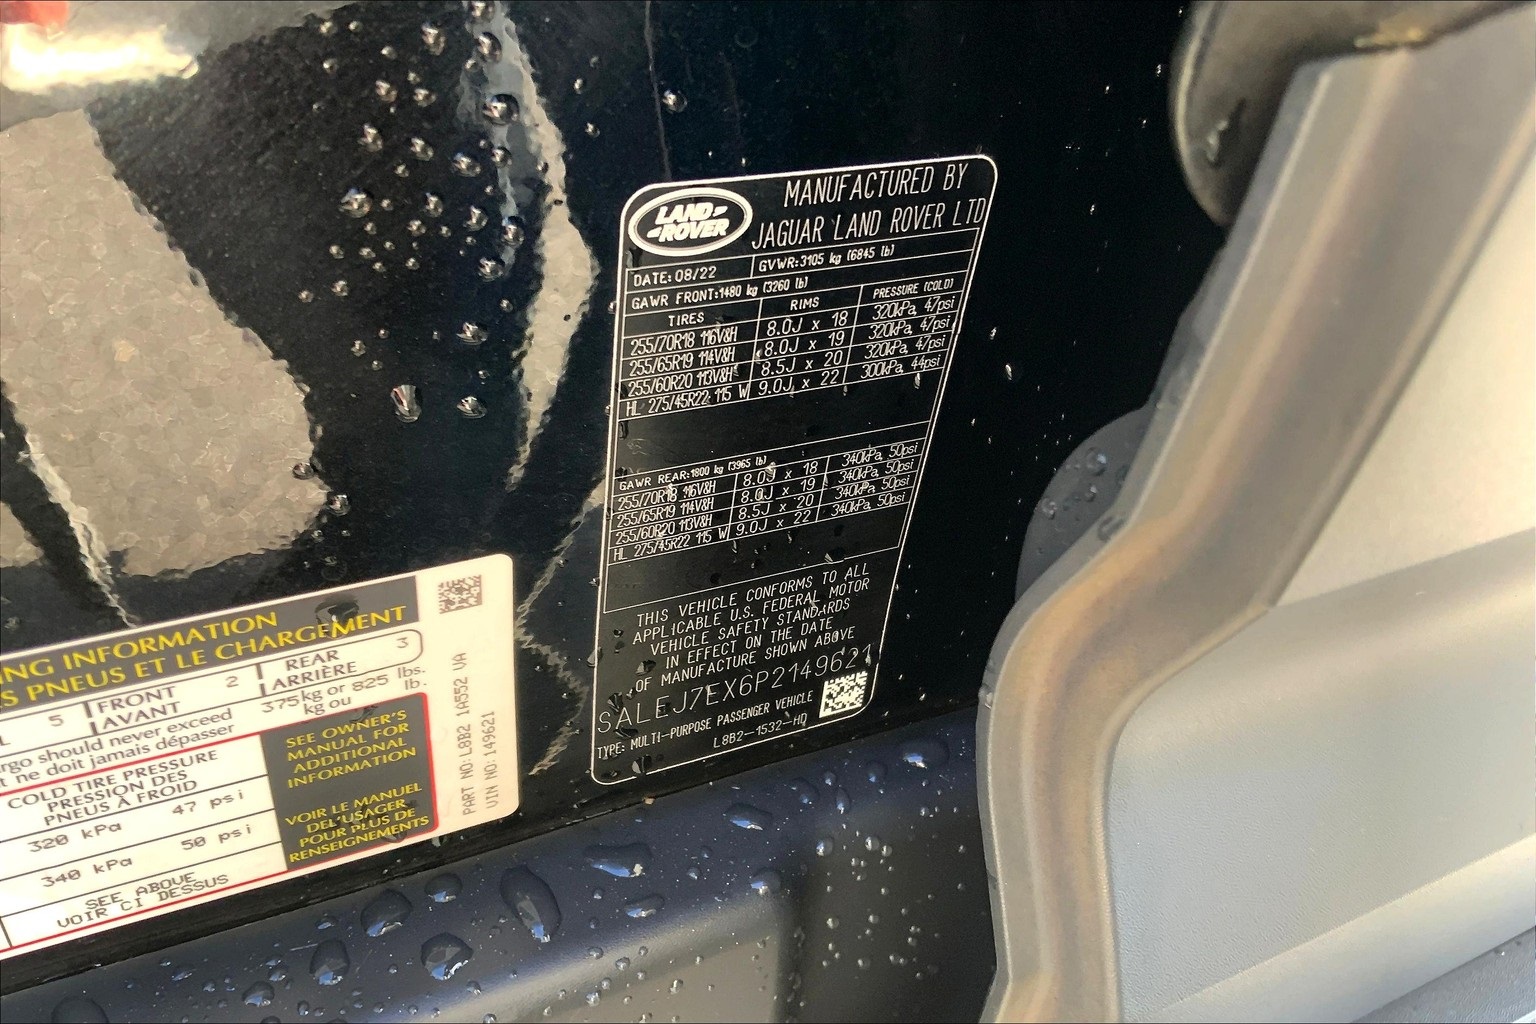 LAND ROVER
MANUFACTURED BY
JAGUAR LAND ROVER LTD
DATE: 08/22 GVWR: 3105 kg (6845 lb)
GAWR FRONT: 1480 kg (3260 lb)
TIRES RIMS PRESSURE (COLD)
255/70R18 116V&H 8.0J x 18 320kPa, 47psi
255/65R19 114V&H 8.0J x 19 320kPa, 47psi
255/60R20 113V&H 8.5J x 20 320kPa, 47psi
HL 275/45R22 115 W 9.0J x 22 300kPa, 44psi
GAWR REAR: 1800 kg (3965 lb)
255/70R18 116V&H 8.0J x 18 340kPa, 50psi
255/65R19 114V&H 8.0J x 19 340kPa, 50psi
255/60R20 113V&H 8.5J x 20 340kPa, 50psi
HL 275/45R22 115 W 9.0J x 22 340kPa, 50psi
THIS VEHICLE CONFORMS TO ALL
APPLICABLE U.S. FEDERAL MOTOR
VEHICLE SAFETY STANDARDS
IN EFFECT ON THE DATE
OF MANUFACTURE SHOWN ABOVE
SALEJ7EX6P2149621
TYPE: MULTI-PURPOSE PASSENGER VEHICLE
L8B2-1532-HQ
NG INFORMATION
S PNEUS ET LE CHARGEMENT
L 5 FRONT 2 REAR 3
AVANT ARRIÈRE
rgo should never exceed 375 kg or 825 lbs.
t ne doit jamais dépasser kg ou lb.
COLD TIRE PRESSURE
PRESSION DES
PNEUS À FROID
320 kPa 47 psi
340 kPa 50 psi
SEE ABOVE
VOIR CI DESSUS
SEE OWNER'S
MANUAL FOR
ADDITIONAL
INFORMATION
VOIR LE MANUEL
DEL'USAGER
POUR PLUS DE
RENSEIGNEMENTS
PART NO: L8B2 1A552 VA
VIN NO: 149621